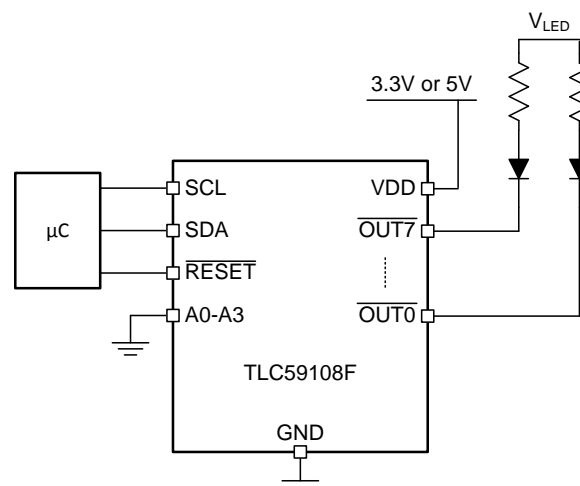 V_LED
3.3V or 5V
µC
SCL
VDD
SDA
OUT7
RESET
A0-A3
OUT0
TLC59108F
GND